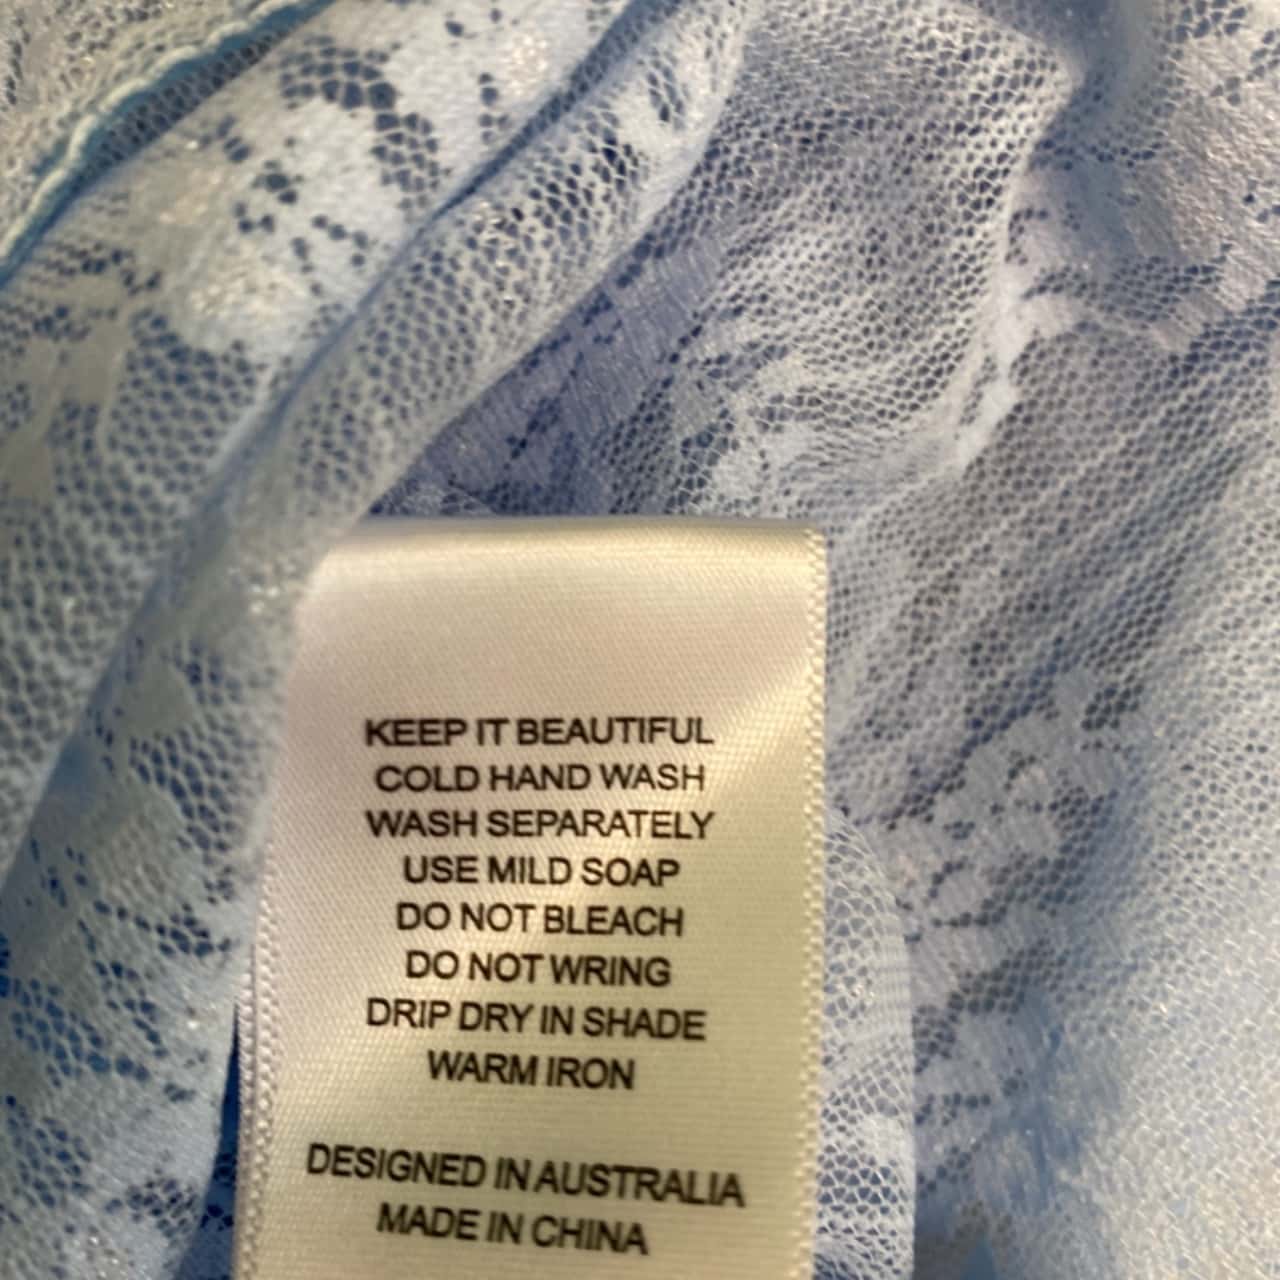 KEEP IT BEAUTIFUL
COLD HAND WASH
WASH SEPARATELY
USE MILD SOAP
DO NOT BLEACH
DO NOT WRING
DRIP DRY IN SHADE
WARM IRON
DESIGNED IN AUSTRALIA
MADE IN CHINA